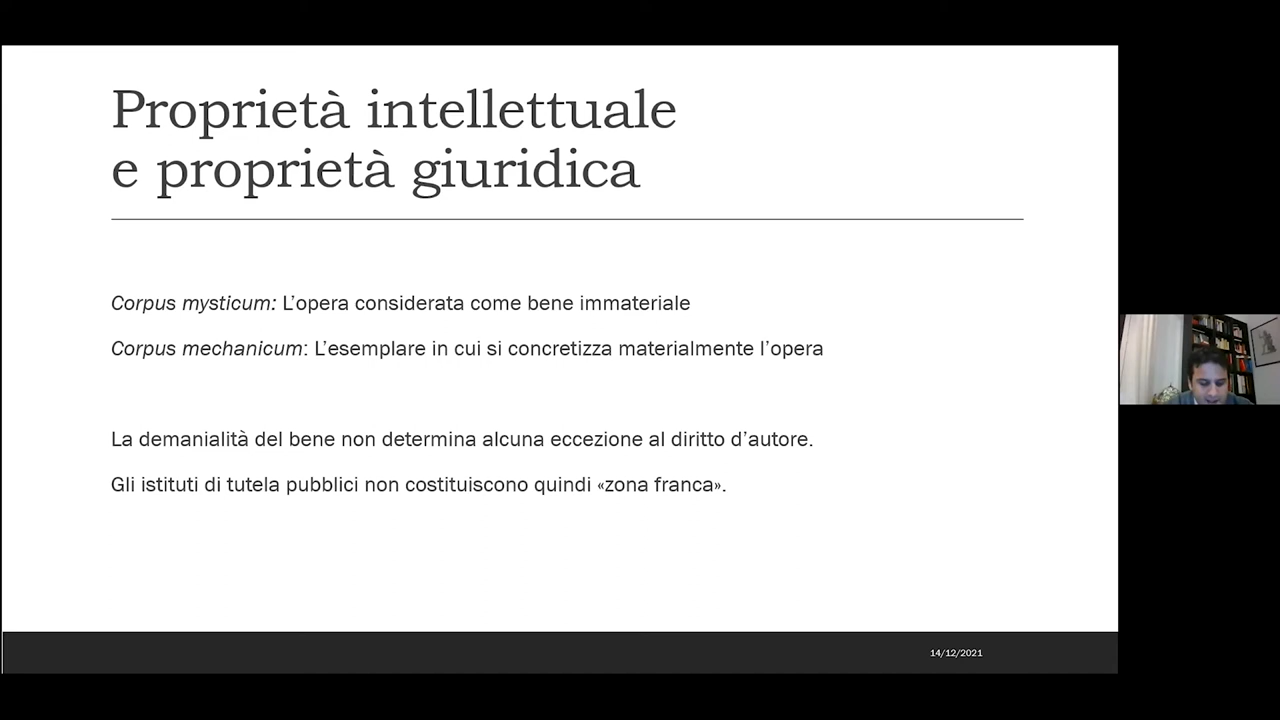 Proprietà intellettuale
e proprietà giuridica
Corpus mysticum: L’opera considerata come bene immateriale
Corpus mechanicum: L’esemplare in cui si concretizza materialmente l’opera
La demanialità del bene non determina alcuna eccezione al diritto d’autore.
Gli istituti di tutela pubblici non costituiscono quindi «zona franca».
14/12/2021